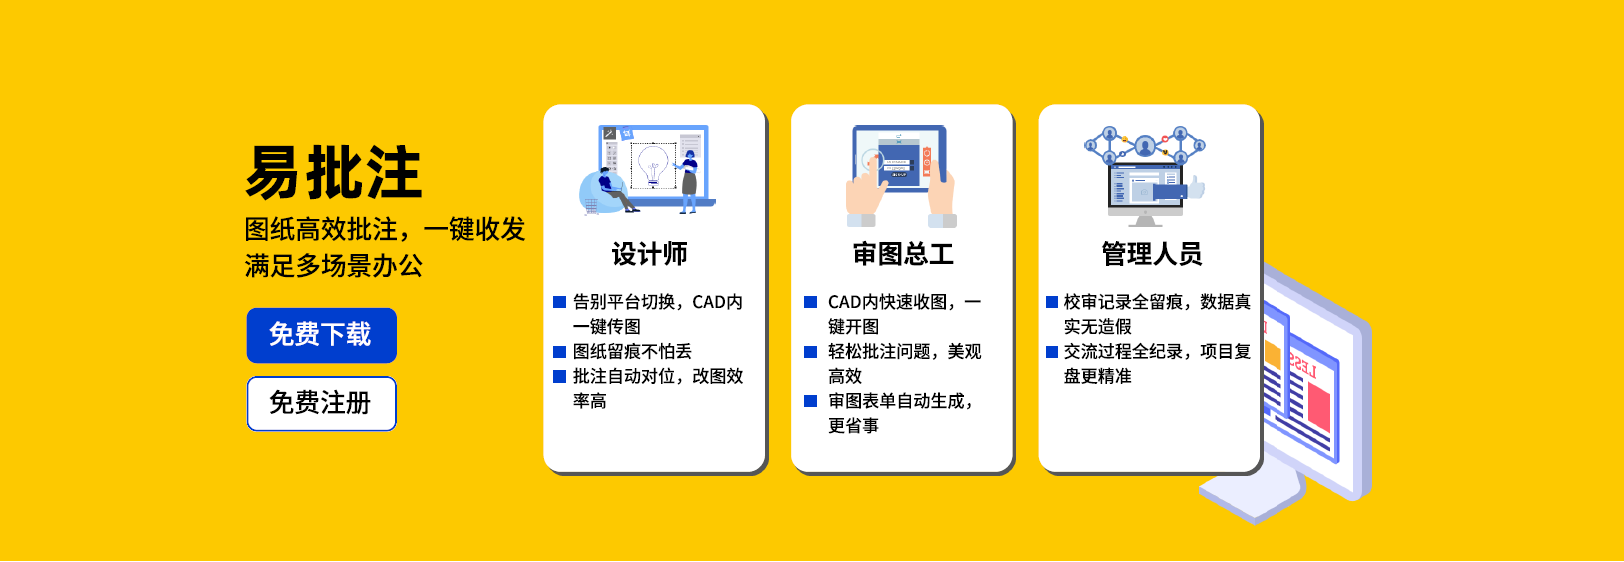 易批注
图纸高效批注，一键收发
满足多场景办公
免费下载
免费注册
设计师
告别平台切换，CAD内
一键传图
图纸留痕不怕丢
批注自动对位，改图效
率高
审图总工
CAD内快速收图，一
键开图
轻松批注问题，美观
高效
审图表单自动生成，
更省事
管理人员
校审记录全留痕，数据真
实无造假
交流过程全纪录，项目复
盘更精准